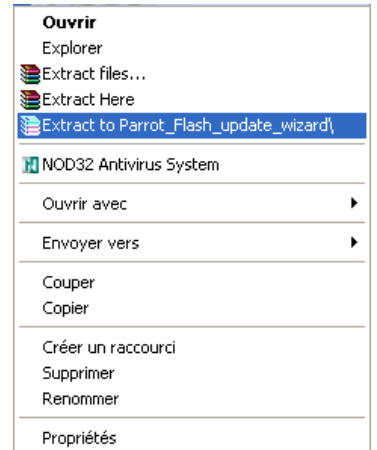 Ouvrir
Explorer
Extract files...
Extract Here
Extract to Parrot_Flash_update_wizard\
NOD32 Antivirus System
Ouvrir avec
Envoyer vers
Couper
Copier
Créer un raccourci
Supprimer
Renommer
Propriétés